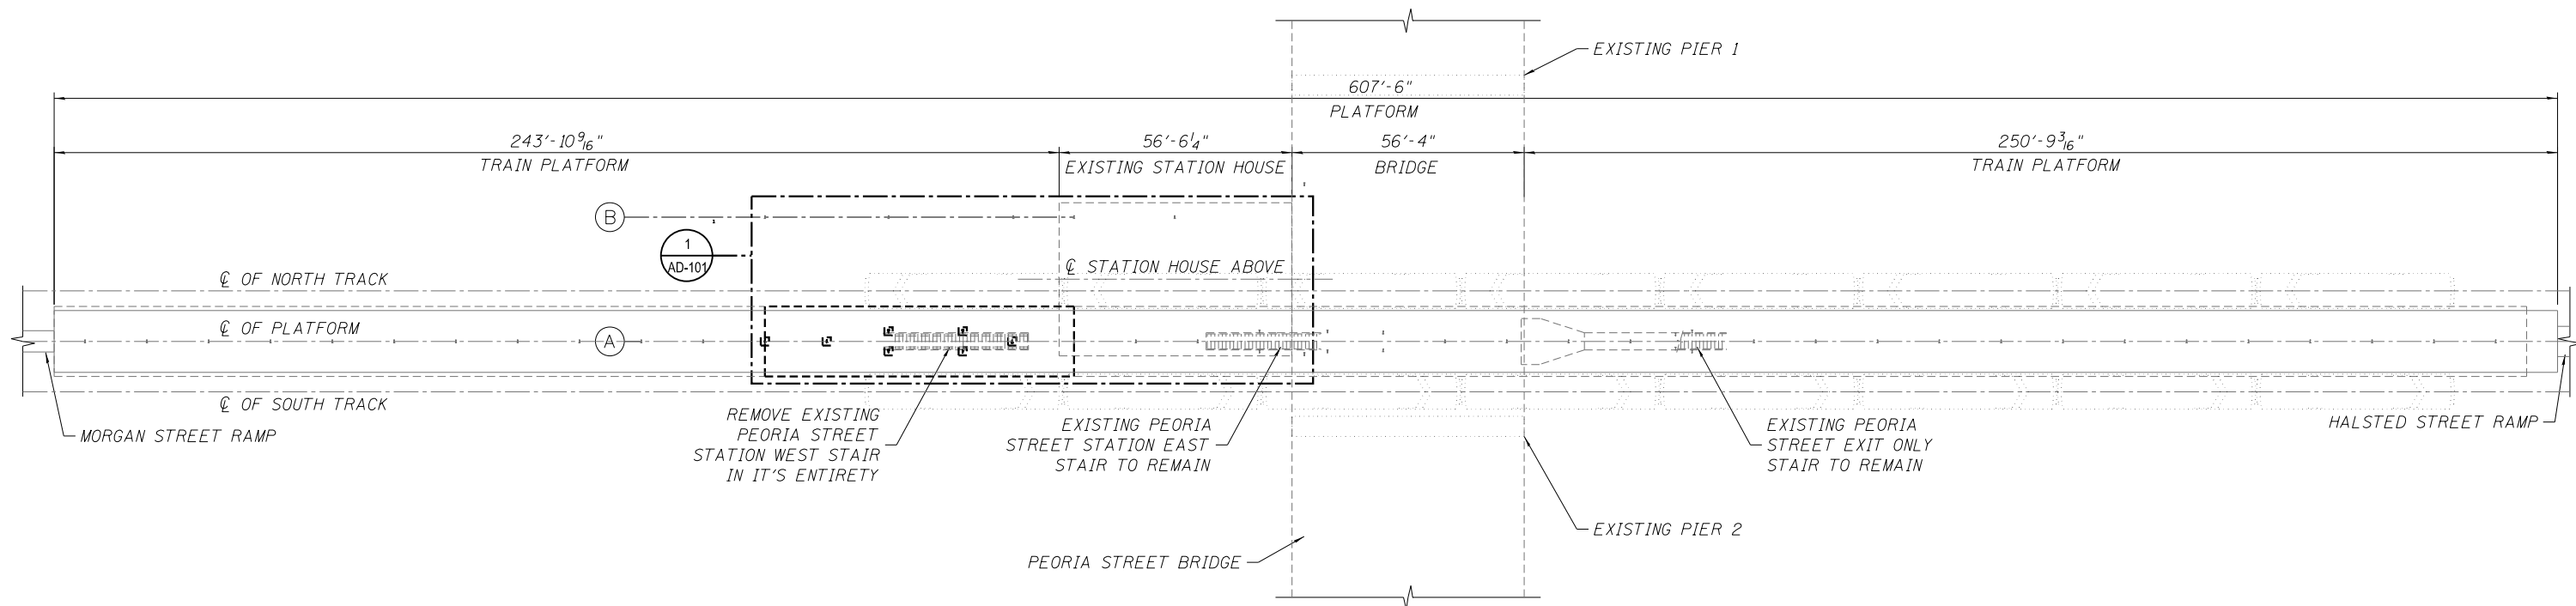 EXISTING PIER 1
607'-6"
PLATFORM
243'-10 9/16"
TRAIN PLATFORM
56'-6 1/4"
EXISTING STATION HOUSE
56'-4"
BRIDGE
250'-9 3/16"
TRAIN PLATFORM
B
1
AD-101
℄ STATION HOUSE ABOVE
℄ OF NORTH TRACK
℄ OF PLATFORM
A
℄ OF SOUTH TRACK
MORGAN STREET RAMP
REMOVE EXISTING
PEORIA STREET
STATION WEST STAIR
IN IT'S ENTIRETY
EXISTING PEORIA
STREET STATION EAST
STAIR TO REMAIN
EXISTING PEORIA
STREET EXIT ONLY
STAIR TO REMAIN
HALSTED STREET RAMP
EXISTING PIER 2
PEORIA STREET BRIDGE